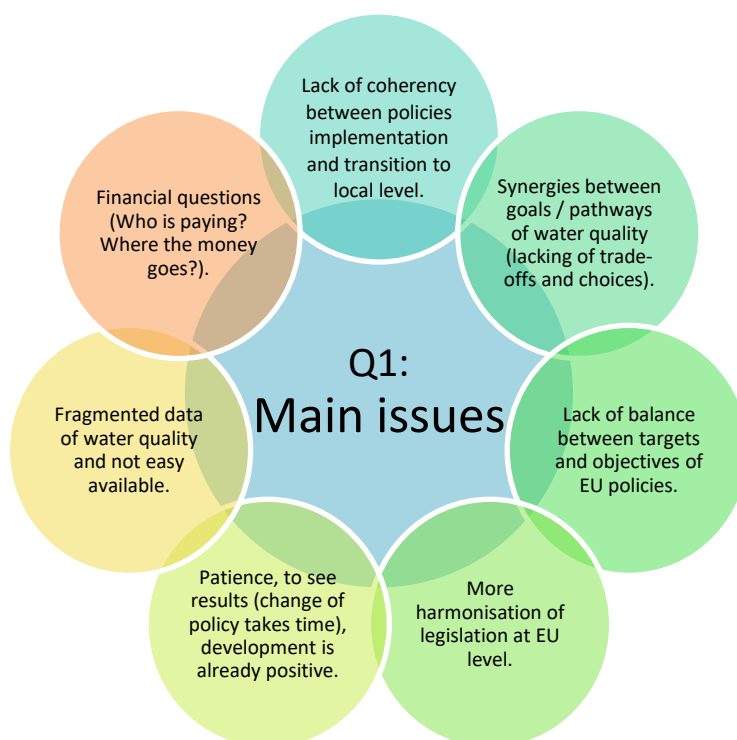 Lack of coherency
between policies
implementation
and transition to
local level.
Synergies between
goals / pathways
of water quality
(lacking of trade-
offs and choices).
Lack of balance
between targets
and objectives of
EU policies.
More
harmonisation of
legislation at EU
level.
Patience, to see
results (change of
policy takes time),
development is
already positive.
Fragmented data
of water quality
and not easy
available.
Financial questions
(Who is paying?
Where the money
goes?).
Q1:
Main issues